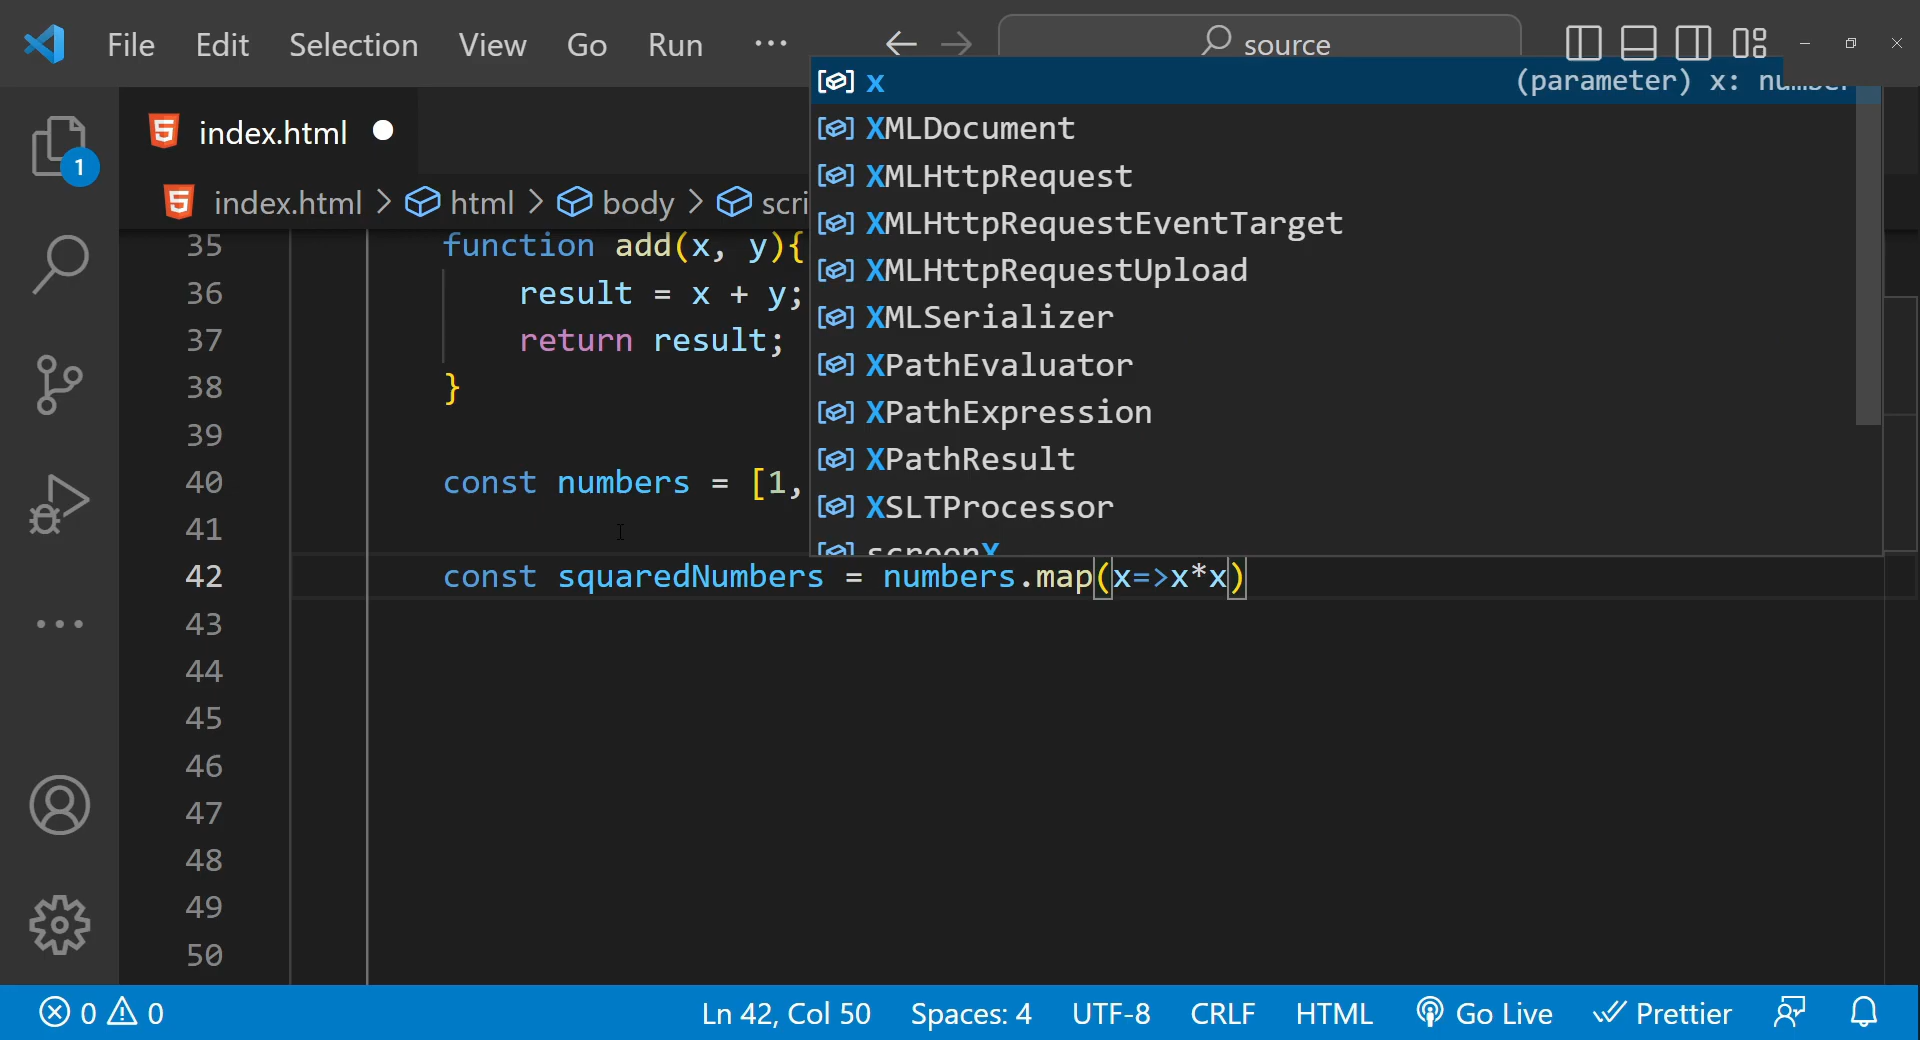 File Edit Selection View Go Run ... source
index.html
index.html > html > body > scri
1
x (parameter) x: number
XMLDocument
XMLHttpRequest
XMLHttpRequestEventTarget
XMLHttpRequestUpload
XMLSerializer
XPathEvaluator
XPathExpression
XPathResult
XSLTProcessor
screenX
35 function add(x, y){
36 result = x + y;
37 return result;
38 }
39
40 const numbers = [1,
41
42 const squaredNumbers = numbers.map(x=>x*x)
43
44
45
46
47
48
49
50
0 0 Ln 42, Col 50 Spaces: 4 UTF-8 CRLF HTML Go Live Prettier